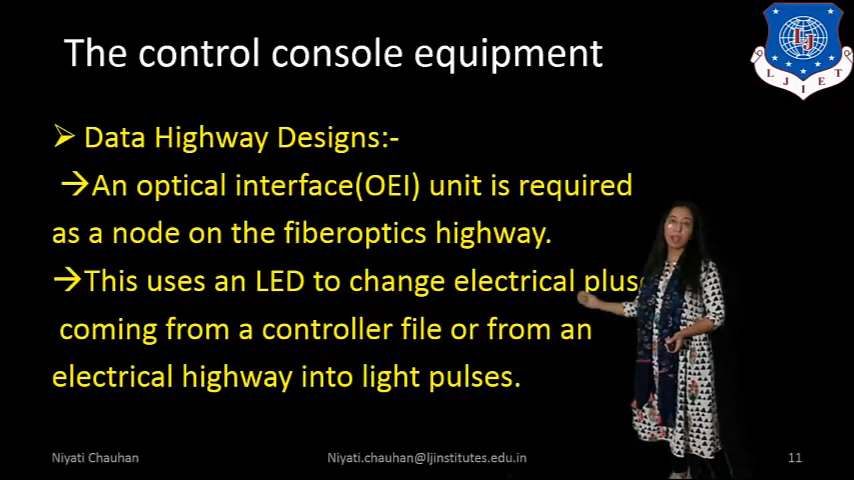 The control console equipment
LJIET
➢ Data Highway Designs:-
→An optical interface(OEI) unit is required
as a node on the fiberoptics highway.
→This uses an LED to change electrical pluse
coming from a controller file or from an
electrical highway into light pulses.
Niyati Chauhan
Niyati.chauhan@ljinstitutes.edu.in
11